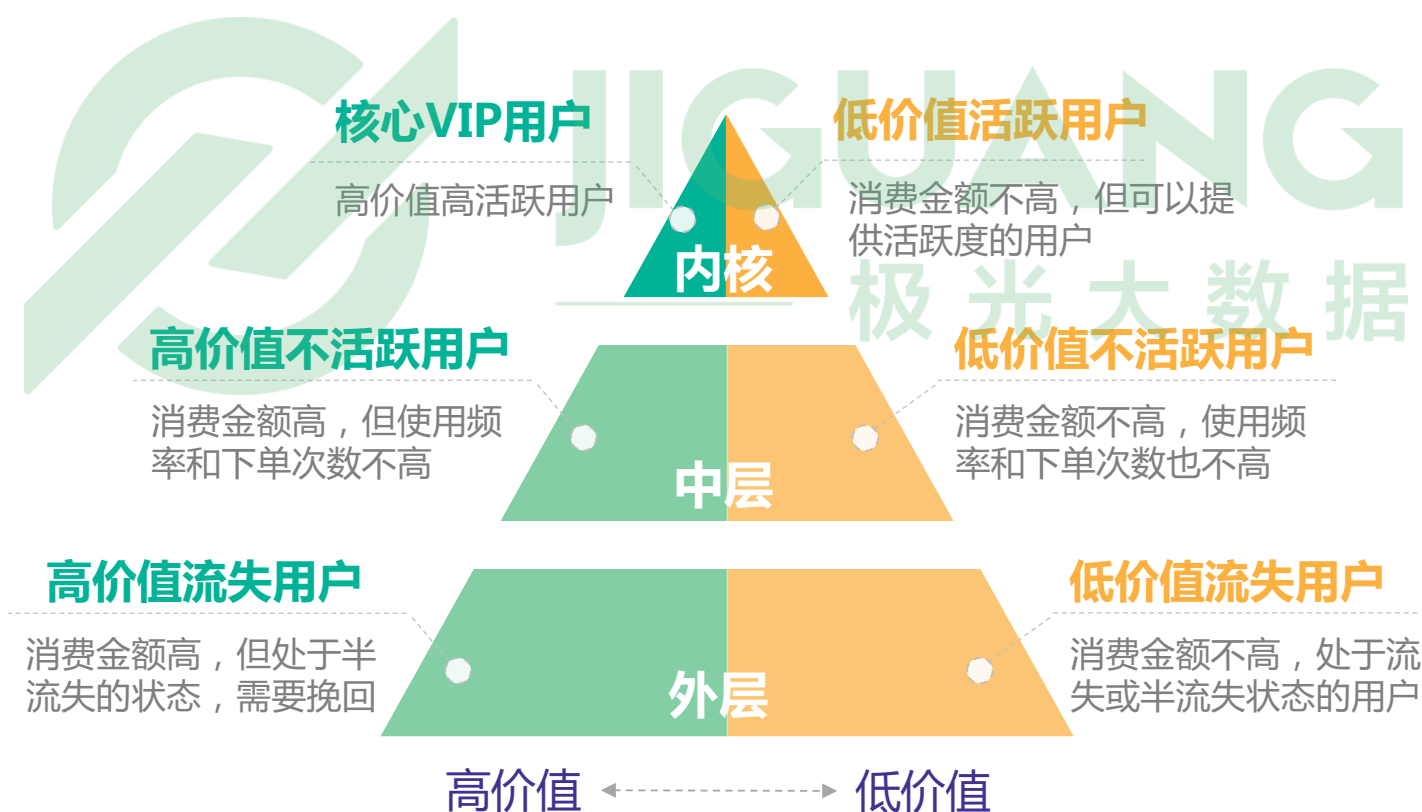 JIGUANG
极光大数据
核心VIP用户
高价值高活跃用户
低价值活跃用户
消费金额不高，但可以提
供活跃度的用户
内核
高价值不活跃用户
消费金额高，但使用频
率和下单次数不高
低价值不活跃用户
消费金额不高，使用频
率和下单次数也不高
中层
高价值流失用户
消费金额高，但处于半
流失的状态，需要挽回
低价值流失用户
消费金额不高，处于流
失或半流失状态的用户
外层
高价值
低价值